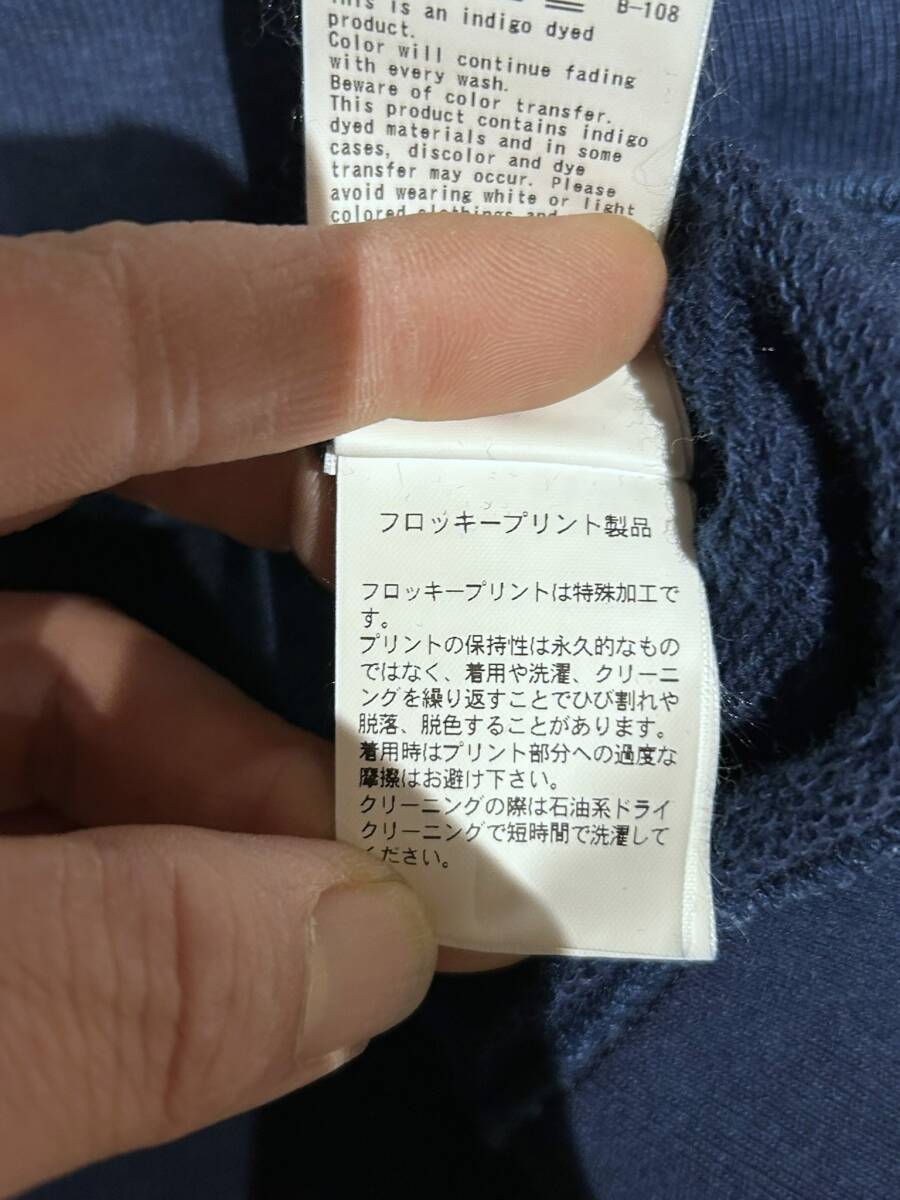 B-108
This is an indigo dyed
product.
Color will continue fading
with every wash.
Beware of color transfer.
This product contains indigo
dyed materials and in some
cases, discolor and dye
transfer may occur. Please
avoid wearing white or light
colored clothings and
フロッキープリント製品
フロッキープリントは特殊加工で
す。
プリントの保持性は永久的なもの
ではなく、着用や洗濯、クリーニ
ングを繰り返すことでひび割れや
脱落、脱色することがあります。
着用時はプリント部分への過度な
摩擦はお避け下さい。
クリーニングの際は石油系ドライ
クリーニングで短時間で洗濯して
ください。